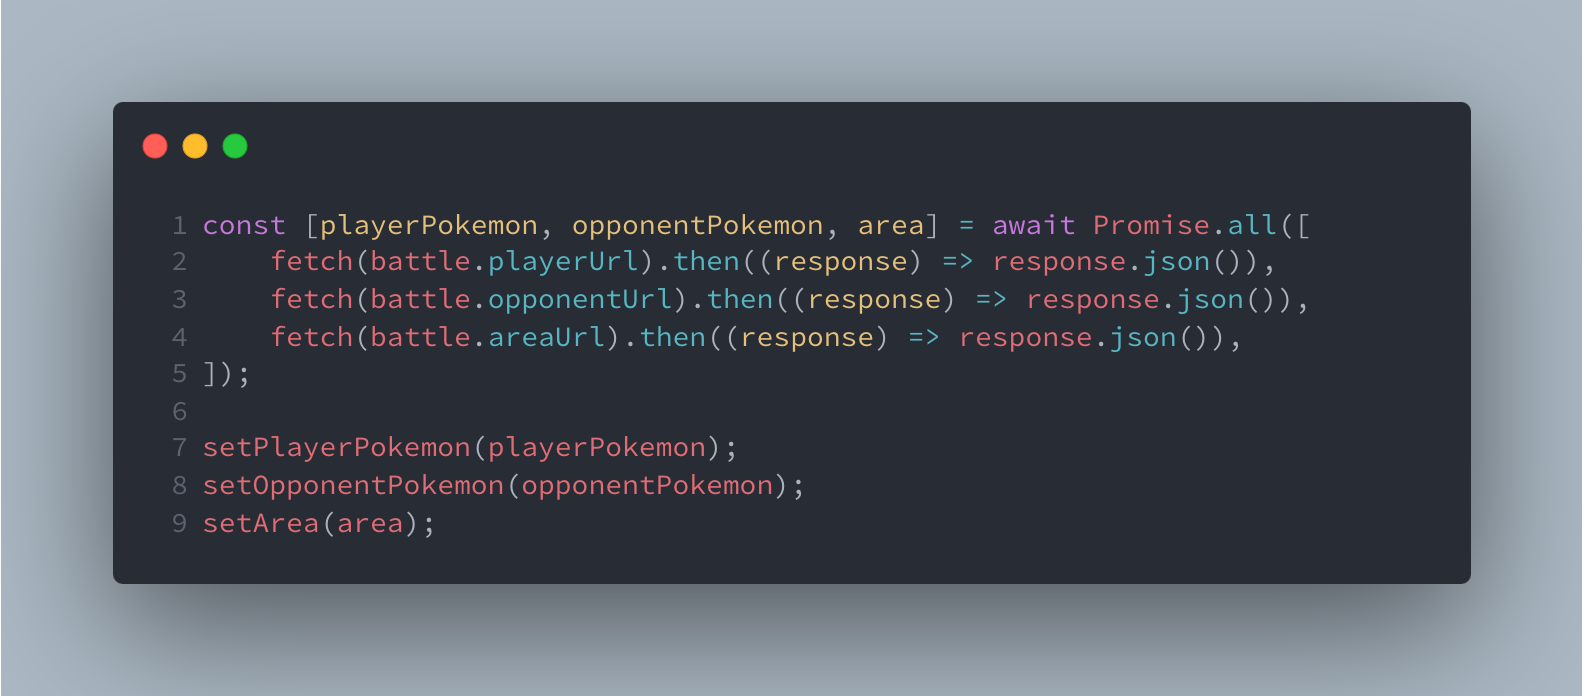 1 const [playerPokemon, opponentPokemon, area] = await Promise.all([
2     fetch(battle.playerUrl).then((response) => response.json()),
3     fetch(battle.opponentUrl).then((response) => response.json()),
4     fetch(battle.areaUrl).then((response) => response.json()),
5 ]);
6
7 setPlayerPokemon(playerPokemon);
8 setOpponentPokemon(opponentPokemon);
9 setArea(area);